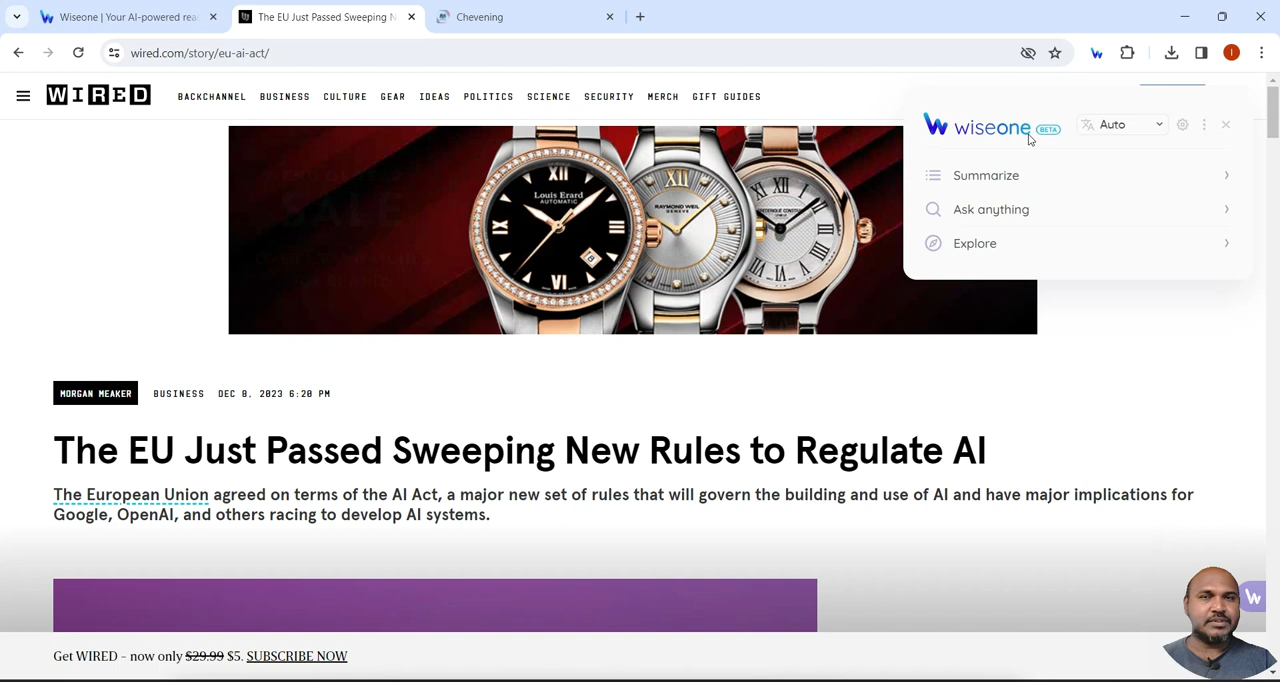 Wiseone | Your AI-powered rea
The EU Just Passed Sweeping N
Chevening
wired.com/story/eu-ai-act/
I
WIRED
BACKCHANNEL BUSINESS CULTURE GEAR IDEAS POLITICS SCIENCE SECURITY MERCH GIFT GUIDES
wiseone BETA
Auto
Summarize
Ask anything
Explore
Louis Erard
AUTOMATIC
RAYMOND WEIL
GENEVE
MORGAN MEAKER BUSINESS DEC 8, 2023 6:20 PM
The EU Just Passed Sweeping New Rules to Regulate AI
The European Union agreed on terms of the AI Act, a major new set of rules that will govern the building and use of AI and have major implications for
Google, OpenAI, and others racing to develop AI systems.
Get WIRED - now only $29.99 $5. SUBSCRIBE NOW